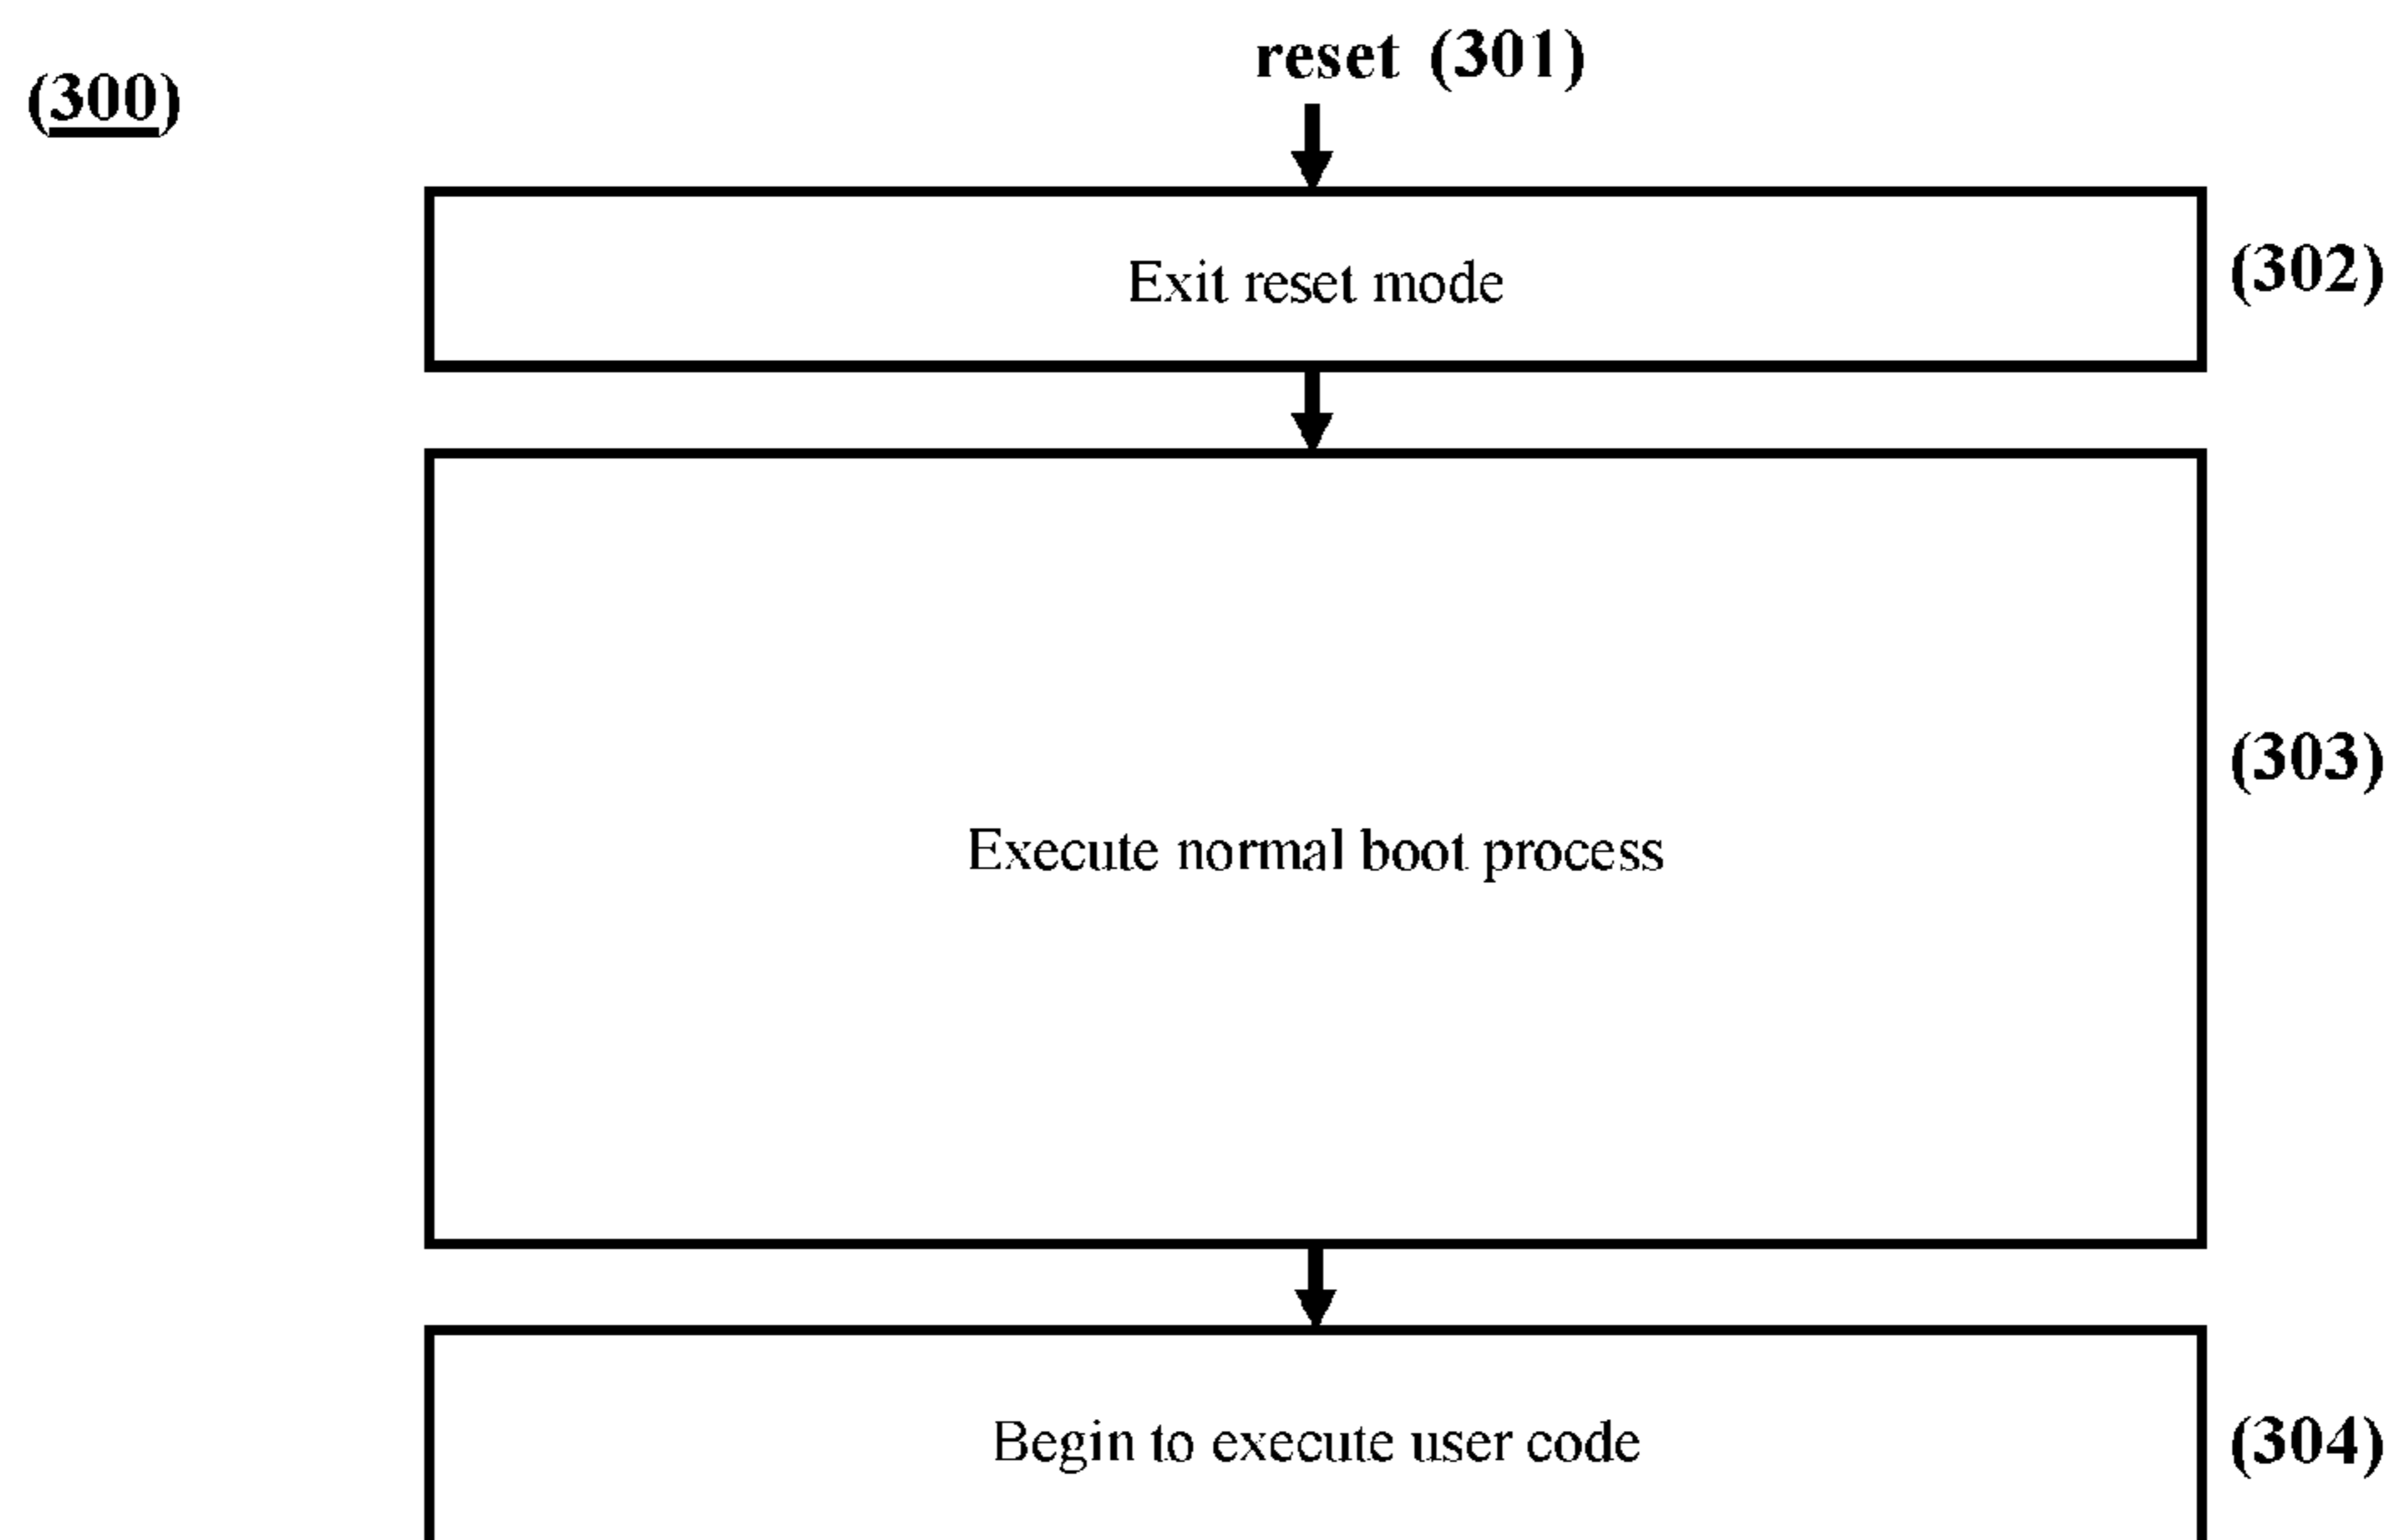 reset (301)
(300)
Exit reset mode
(302)
Execute normal boot process
(303)
Begin to execute user code
(304)